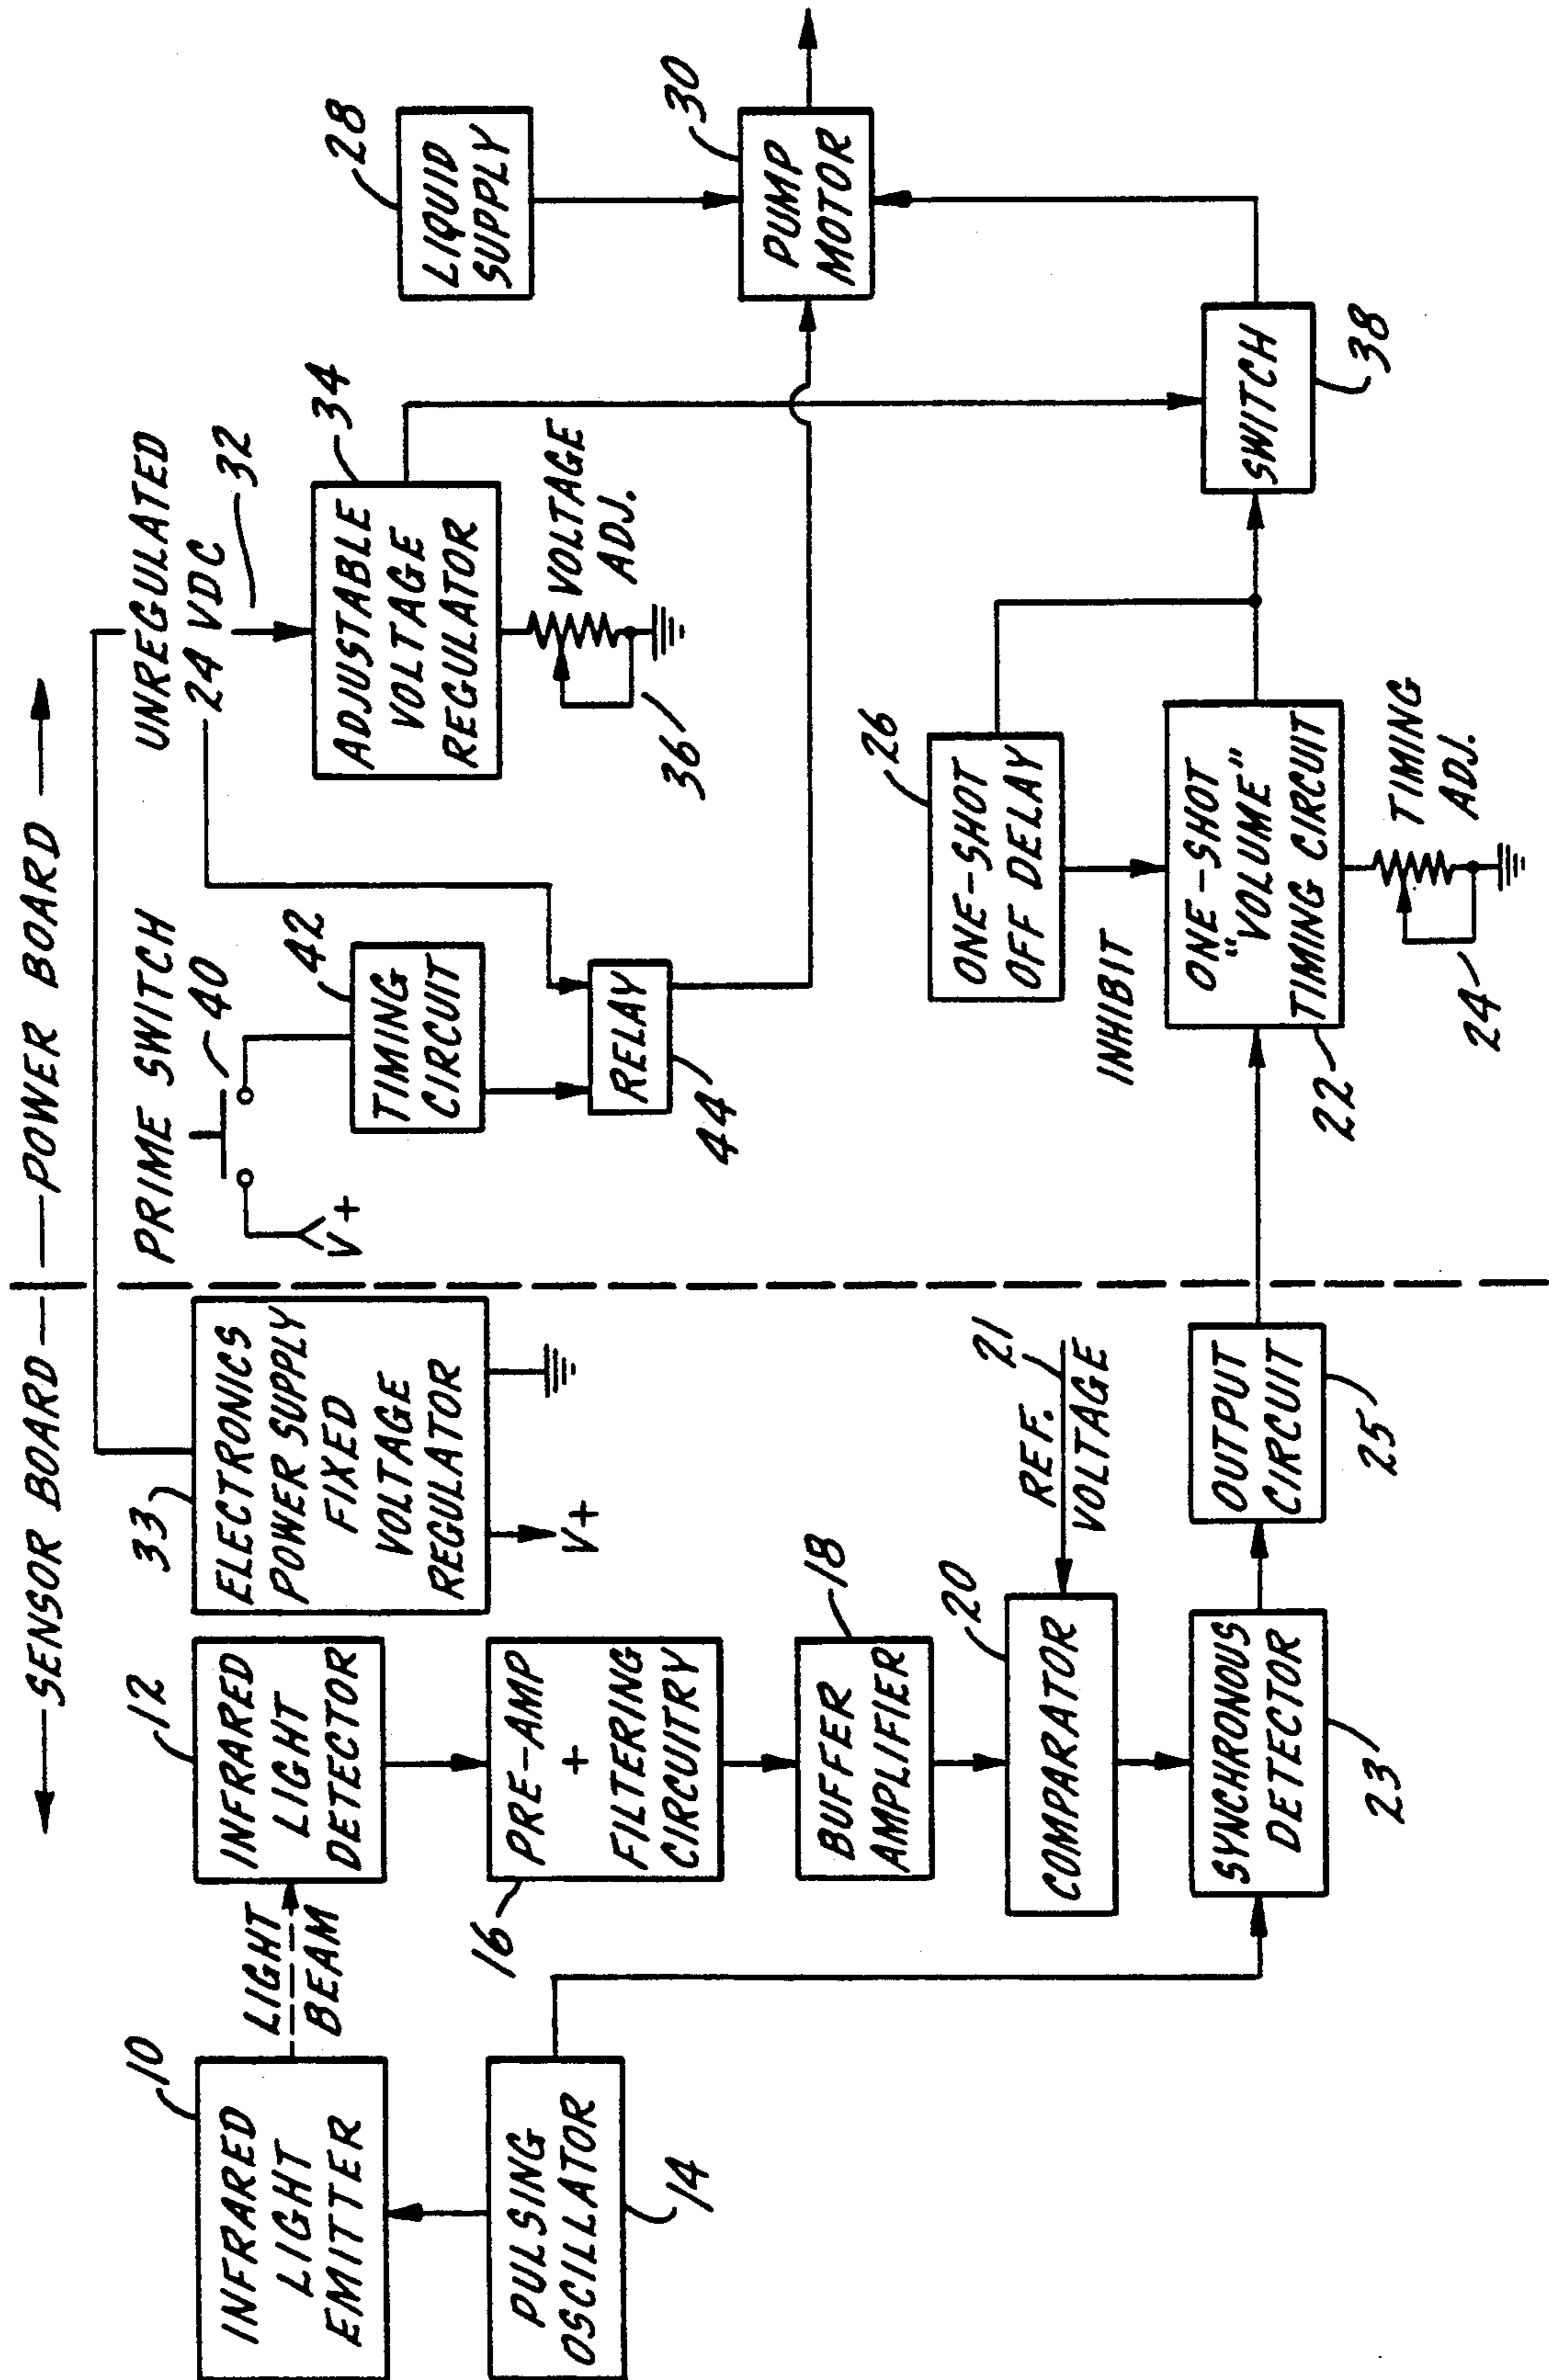 SENSOR BOARD
POWER BOARD
10
INFRARED
LIGHT
EMITTER
LIGHT
BEAM
12
INFRARED
LIGHT
DETECTOR
33
ELECTRONICS
POWER SUPPLY
FIXED
VOLTAGE
REGULATOR
V+
PULSING
OSCILLATOR
14
16
PRE-AMP
+
FILTERING
CIRCUITRY
BUFFER
AMPLIFIER
18
COMPARATOR
20
REF. 21
VOLTAGE
SYNCHRONOUS
DETECTOR
23
OUTPUT
CIRCUIT
25
PRIME SWITCH
40
V+
TIMING
CIRCUIT
42
RELAY
44
UNREGULATED
24 VDC
32
ADJUSTABLE
VOLTAGE
REGULATOR
34
VOLTAGE
ADJ.
36
LIQUID
SUPPLY
28
PUMP
MOTOR
30
ONE-SHOT
OFF DELAY
26
INHIBIT
ONE-SHOT
"VOLUME"
TIMING CIRCUIT
22
TIMING
ADJ.
24
SWITCH
38